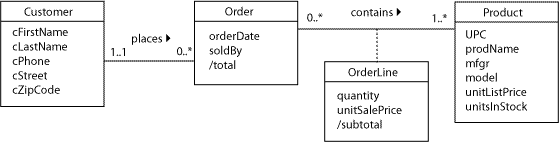 Customer
cFirstName
cLastName
cPhone
cStreet
cZipCode
places
1..1
0..*
Order
orderDate
soldBy
/total
contains
0..*
1..*
OrderLine
quantity
unitSalePrice
/subtotal
Product
UPC
prodName
mfgr
model
unitListPrice
unitsInStock